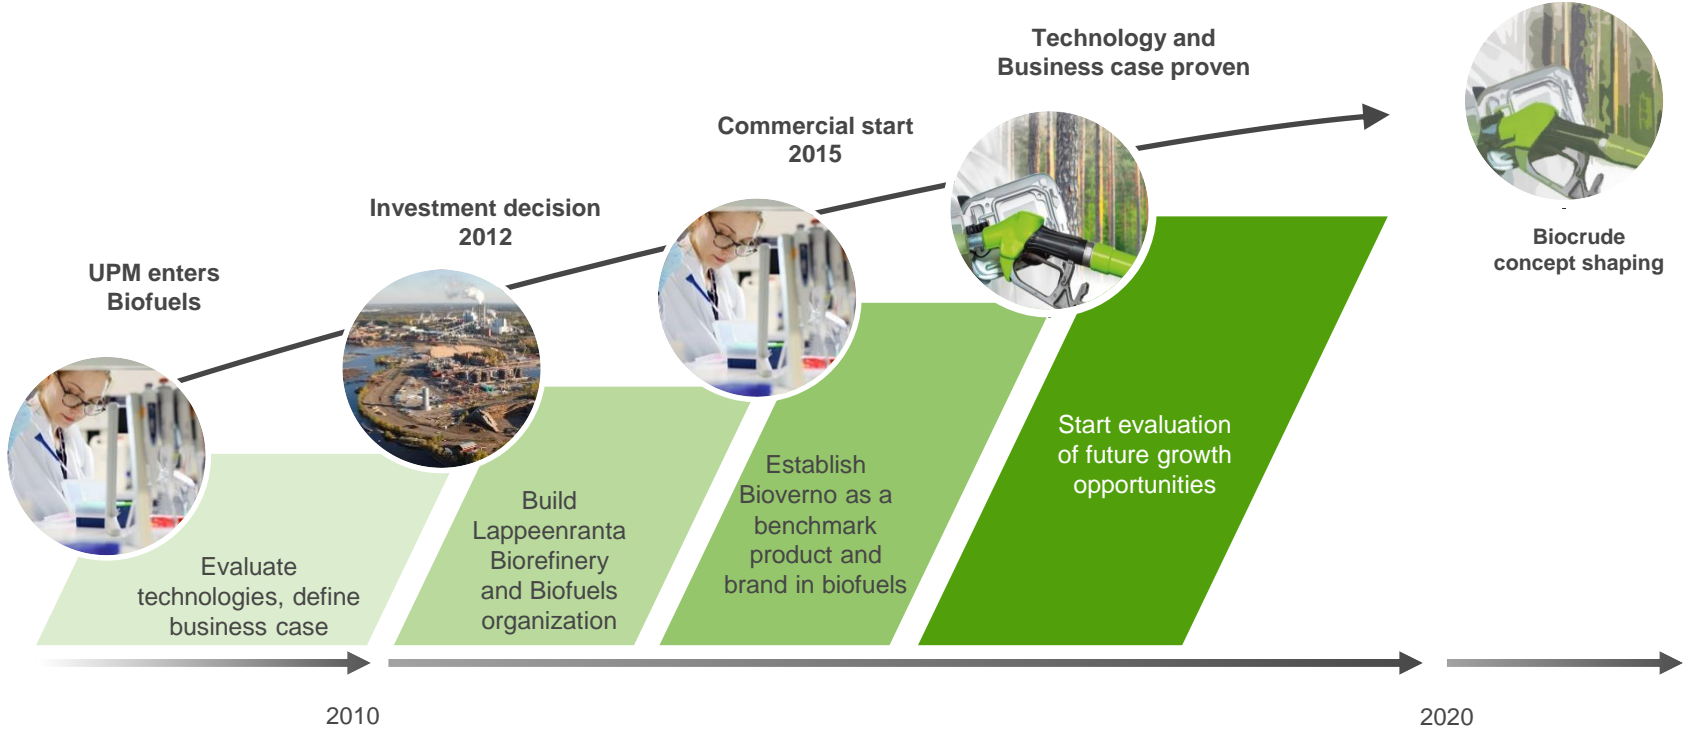 UPM enters
Biofuels
Evaluate
technologies, define
business case
Investment decision
2012
Build
Lappeenranta
Biorefinery
and Biofuels
organization
Commercial start
2015
Establish
Bioverno as a
benchmark
product and
brand in biofuels
Technology and
Business case proven
Start evaluation
of future growth
opportunities
Biocrude
concept shaping
2010
2020